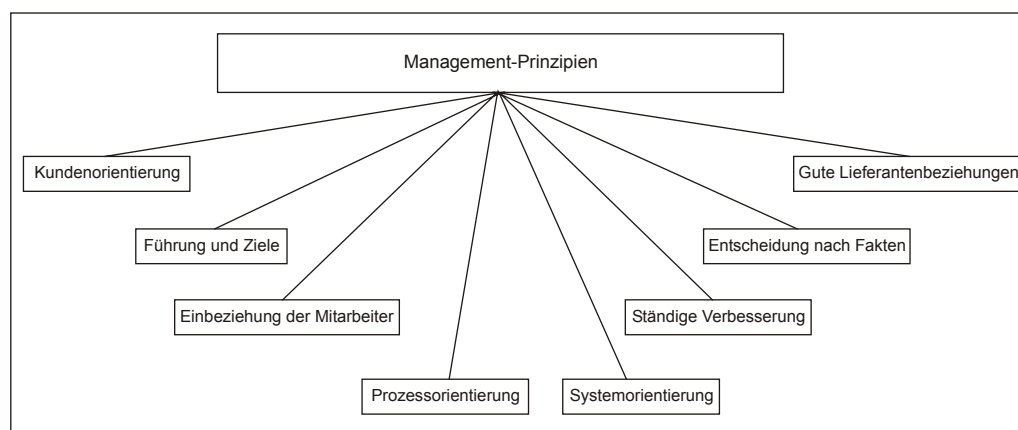 Management-Prinzipien
Kundenorientierung
Gute Lieferantenbeziehungen
Führung und Ziele
Entscheidung nach Fakten
Einbeziehung der Mitarbeiter
Ständige Verbesserung
Prozessorientierung
Systemorientierung